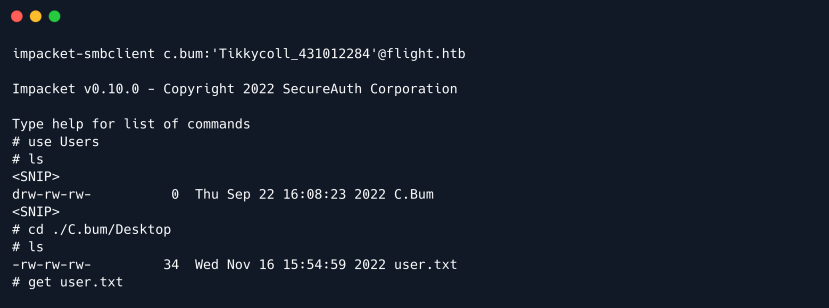 impacket-smbclient c.bum:'Tikkycoll_431012284'@flight.htb
Impacket v0.10.0 - Copyright 2022 SecureAuth Corporation
Type help for list of commands
# use Users
# ls
<SNIP>
drw-rw-rw-          0  Thu Sep 22 16:08:23 2022 C.Bum
<SNIP>
# cd ./C.bum/Desktop
# ls
-rw-rw-rw-         34  Wed Nov 16 15:54:59 2022 user.txt
# get user.txt